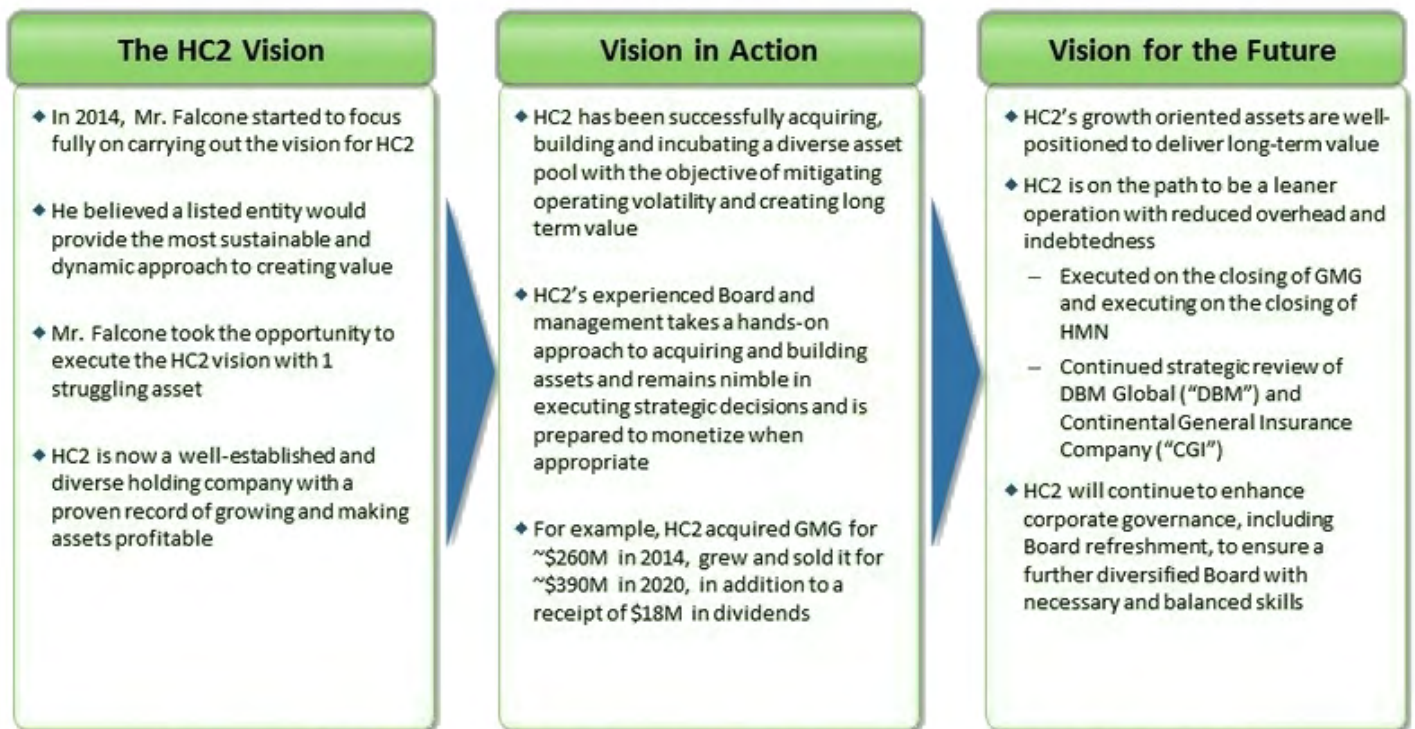 The HC2 Vision
◆ In 2014, Mr. Falcone started to focus
fully on carrying out the vision for HC2
◆ He believed a listed entity would
provide the most sustainable and
dynamic approach to creating value
◆ Mr. Falcone took the opportunity to
execute the HC2 vision with 1
struggling asset
◆ HC2 is now a well-established and
diverse holding company with a
proven record of growing and making
assets profitable
Vision in Action
◆ HC2 has been successfully acquiring,
building and incubating a diverse asset
pool with the objective of mitigating
operating volatility and creating long
term value
◆ HC2's experienced Board and
management takes a hands-on
approach to acquiring and building
assets and remains nimble in
executing strategic decisions and is
prepared to monetize when
appropriate
◆ For example, HC2 acquired GMG for
~$260M in 2014, grew and sold it for
~$390M in 2020, in addition to a
receipt of $18M in dividends
Vision for the Future
◆ HC2's growth oriented assets are well-
positioned to deliver long-term value
◆ HC2 is on the path to be a leaner
operation with reduced overhead and
indebtedness
– Executed on the closing of GMG
and executing on the closing of
HMN
– Continued strategic review of
DBM Global ("DBM") and
Continental General Insurance
Company ("CGI")
◆ HC2 will continue to enhance
corporate governance, including
Board refreshment, to ensure a
further diversified Board with
necessary and balanced skills